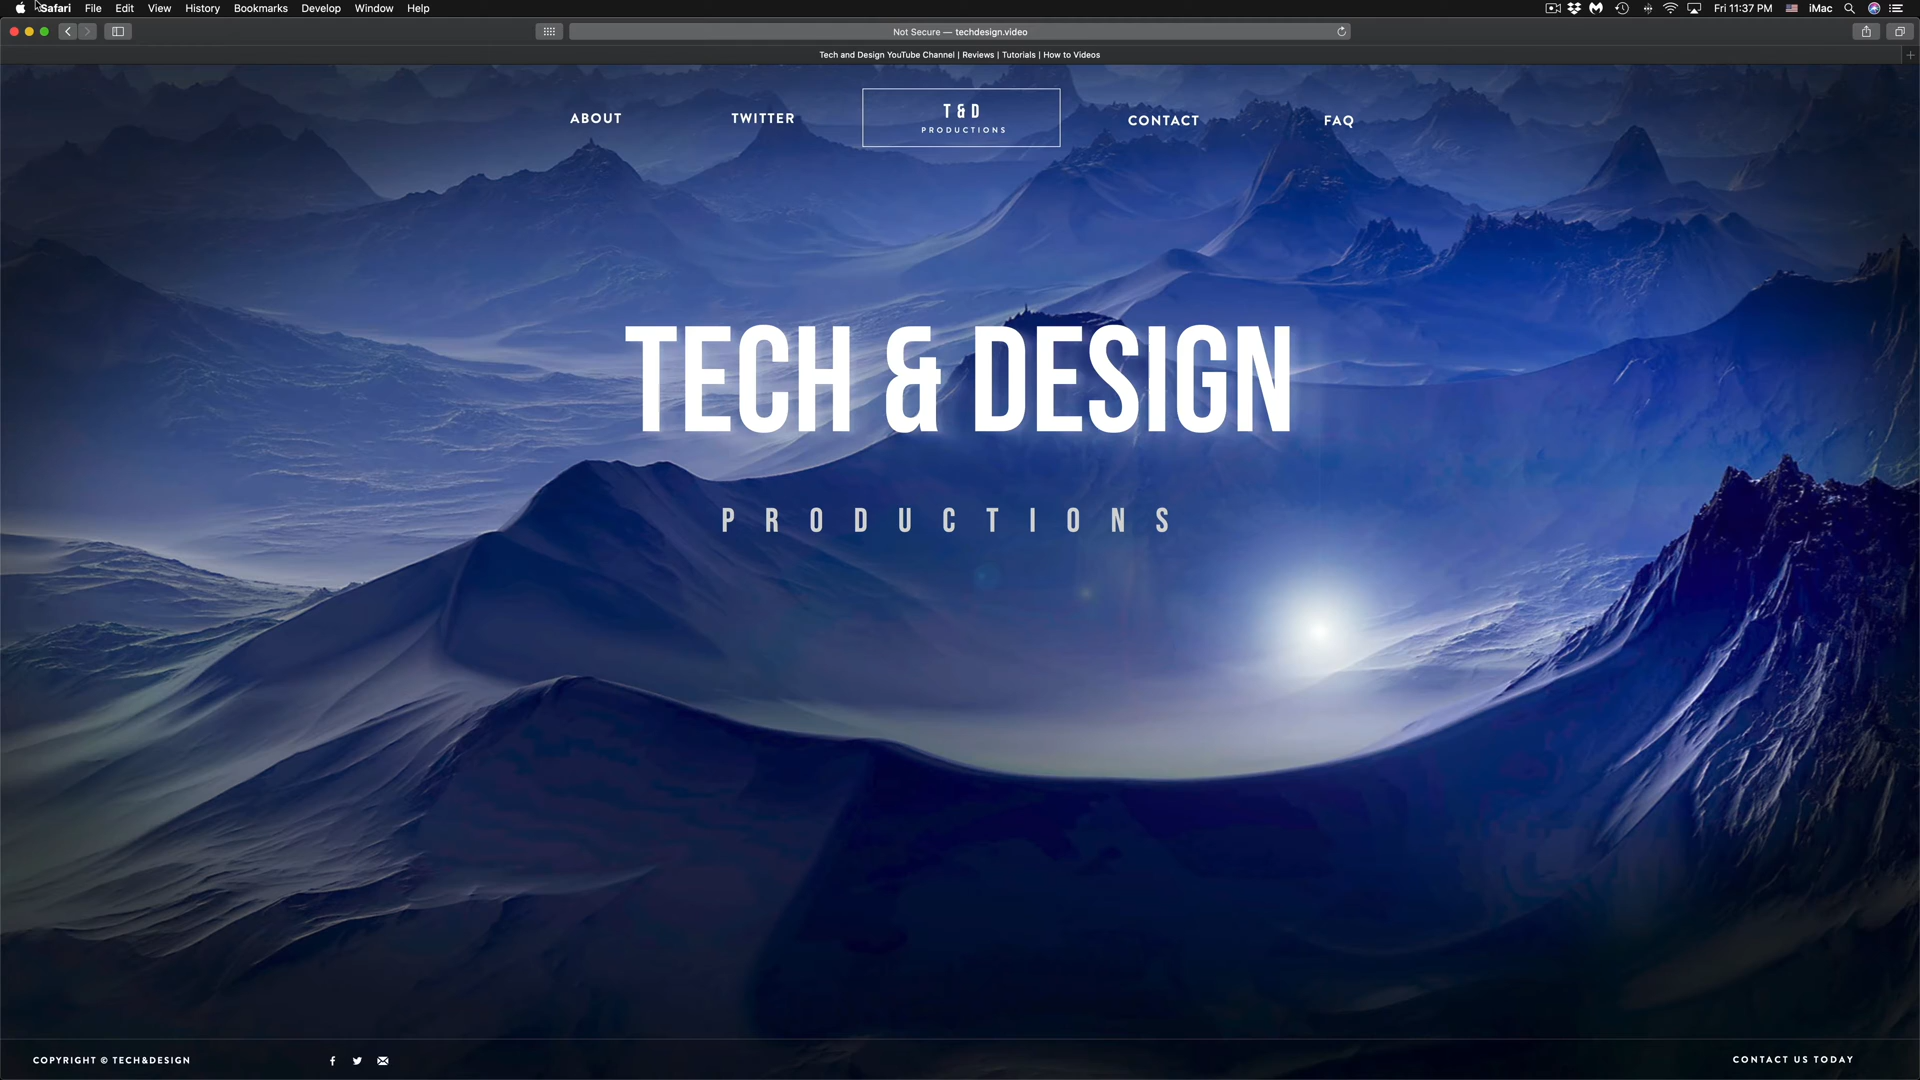 Safari File Edit View History Bookmarks Develop Window Help
Fri 11:37 PM iMac
Not Secure — techdesign.video
Tech and Design YouTube Channel | Reviews | Tutorials | How to Videos
ABOUT TWITTER T&D CONTACT FAQ
PRODUCTIONS
TECH & DESIGN
PRODUCTIONS
COPYRIGHT © TECH&DESIGN
CONTACT US TODAY